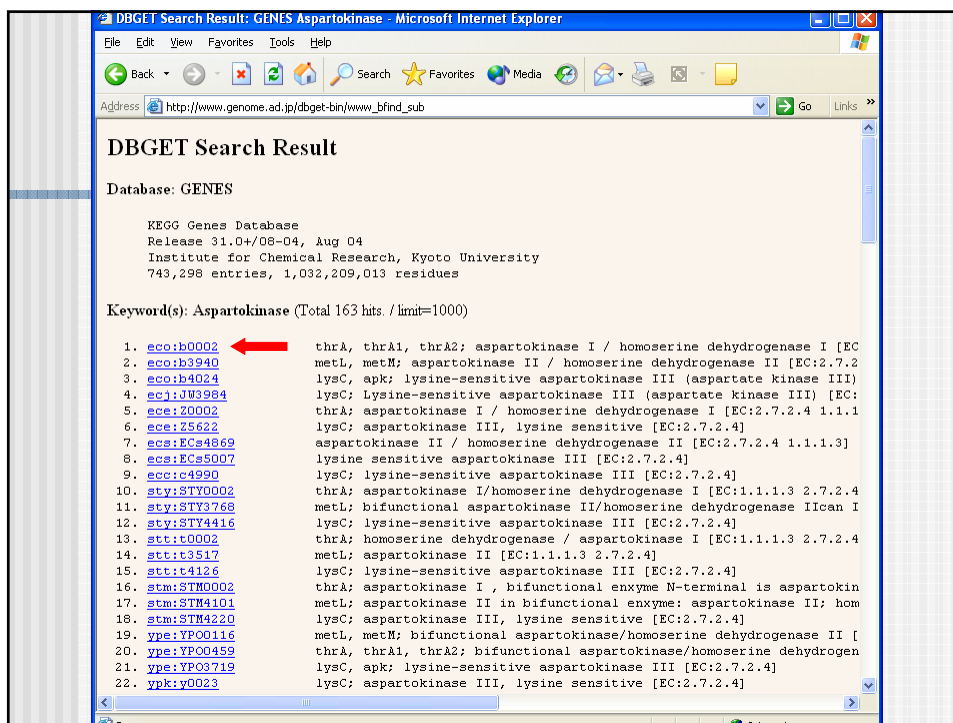 DBGET Search Result: GENES Aspartokinase - Microsoft Internet Explorer
File Edit View Favorites Tools Help
Back Search Favorites Media
Address http://www.genome.ad.jp/dbget-bin/www_bfind_sub Go Links »
DBGET Search Result
Database: GENES
KEGG Genes Database
Release 31.0+/08-04, Aug 04
Institute for Chemical Research, Kyoto University
743,298 entries, 1,032,209,013 residues
Keyword(s): Aspartokinase (Total 163 hits. / limit=1000)
1. eco:b0002 thrA, thrA1, thrA2; aspartokinase I / homoserine dehydrogenase I [EC
2. eco:b3940 metL, metM; aspartokinase II / homoserine dehydrogenase II [EC:2.7.2
3. eco:b4024 lysC, apk; lysine-sensitive aspartokinase III (aspartate kinase III)
4. ecj:JW3984 lysC; Lysine-sensitive aspartokinase III (aspartate kinase III) [EC:
5. ece:Z0002 thrA; aspartokinase I / homoserine dehydrogenase I [EC:2.7.2.4 1.1.1
6. ece:Z5622 lysC; aspartokinase III, lysine sensitive [EC:2.7.2.4]
7. ecs:ECs4869 aspartokinase II / homoserine dehydrogenase II [EC:2.7.2.4 1.1.1.3]
8. ecs:ECs5007 lysine sensitive aspartokinase III [EC:2.7.2.4]
9. ecc:c4990 lysC; lysine-sensitive aspartokinase III [EC:2.7.2.4]
10. sty:STY0002 thrA; aspartokinase I/homoserine dehydrogenase I [EC:1.1.1.3 2.7.2.4
11. sty:STY3768 metL; bifunctional aspartokinase II/homoserine dehydrogenase IIcan I
12. sty:STY4416 lysC; lysine-sensitive aspartokinase III [EC:2.7.2.4]
13. stt:t0002 thrA; homoserine dehydrogenase / aspartokinase I [EC:1.1.1.3 2.7.2.4
14. stt:t3517 metL; aspartokinase II [EC:1.1.1.3 2.7.2.4]
15. stt:t4126 lysC; lysine-sensitive aspartokinase III [EC:2.7.2.4]
16. stm:STM0002 thrA; aspartokinase I , bifunctional enxyme N-terminal is aspartokin
17. stm:STM4101 metL; aspartokinase II in bifunctional enxyme: aspartokinase II; hom
18. stm:STM4220 lysC; aspartokinase III, lysine sensitive [EC:2.7.2.4]
19. ype:YPO0116 metL, metM; bifunctional aspartokinase/homoserine dehydrogenase II [
20. ype:YPO0459 thrA, thrA1, thrA2; bifunctional aspartokinase/homoserine dehydrogen
21. ype:YPO3719 lysC, apk; lysine-sensitive aspartokinase III [EC:2.7.2.4]
22. ypk:y0023 lysC; aspartokinase III, lysine sensitive [EC:2.7.2.4]